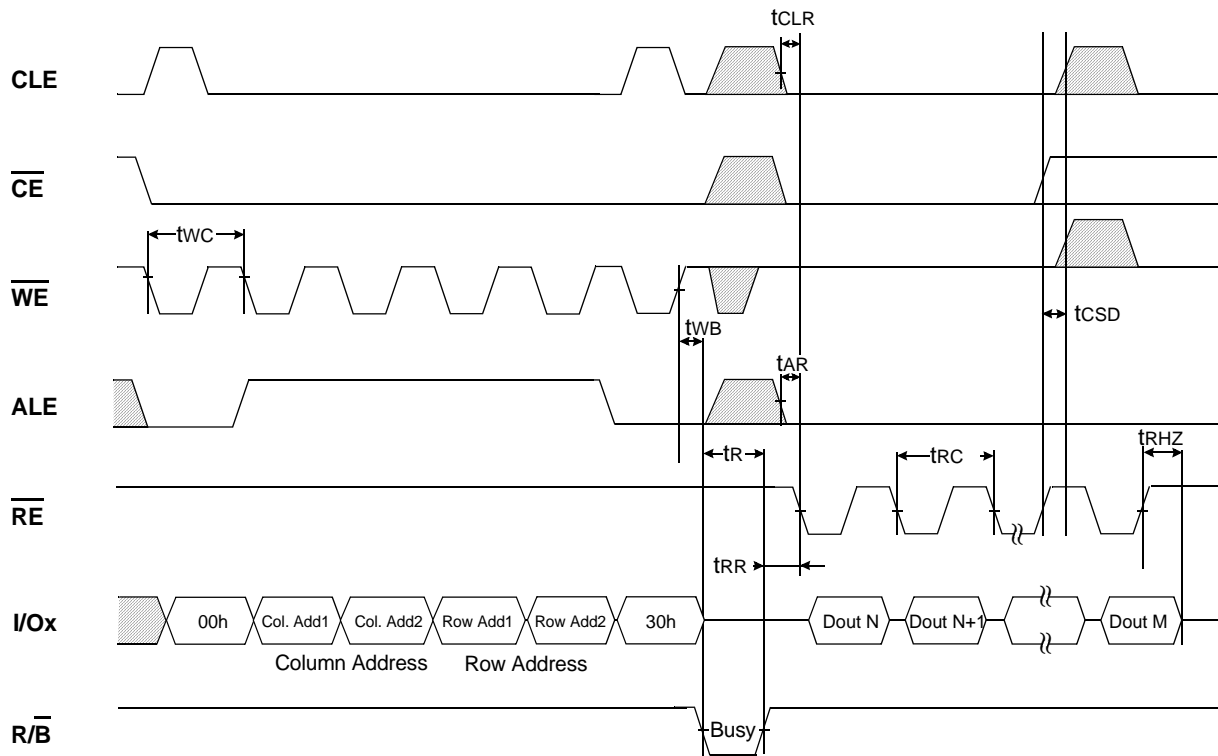 tCLR
CLE
CE
tWC
WE
tWB
tCSD
tAR
ALE
tR
tRC
tRHZ
RE
tRR
I/Ox
00h
Col. Add1
Col. Add2
Row Add1
Row Add2
30h
Dout N
Dout N+1
Dout M
Column Address
Row Address
R/B
Busy